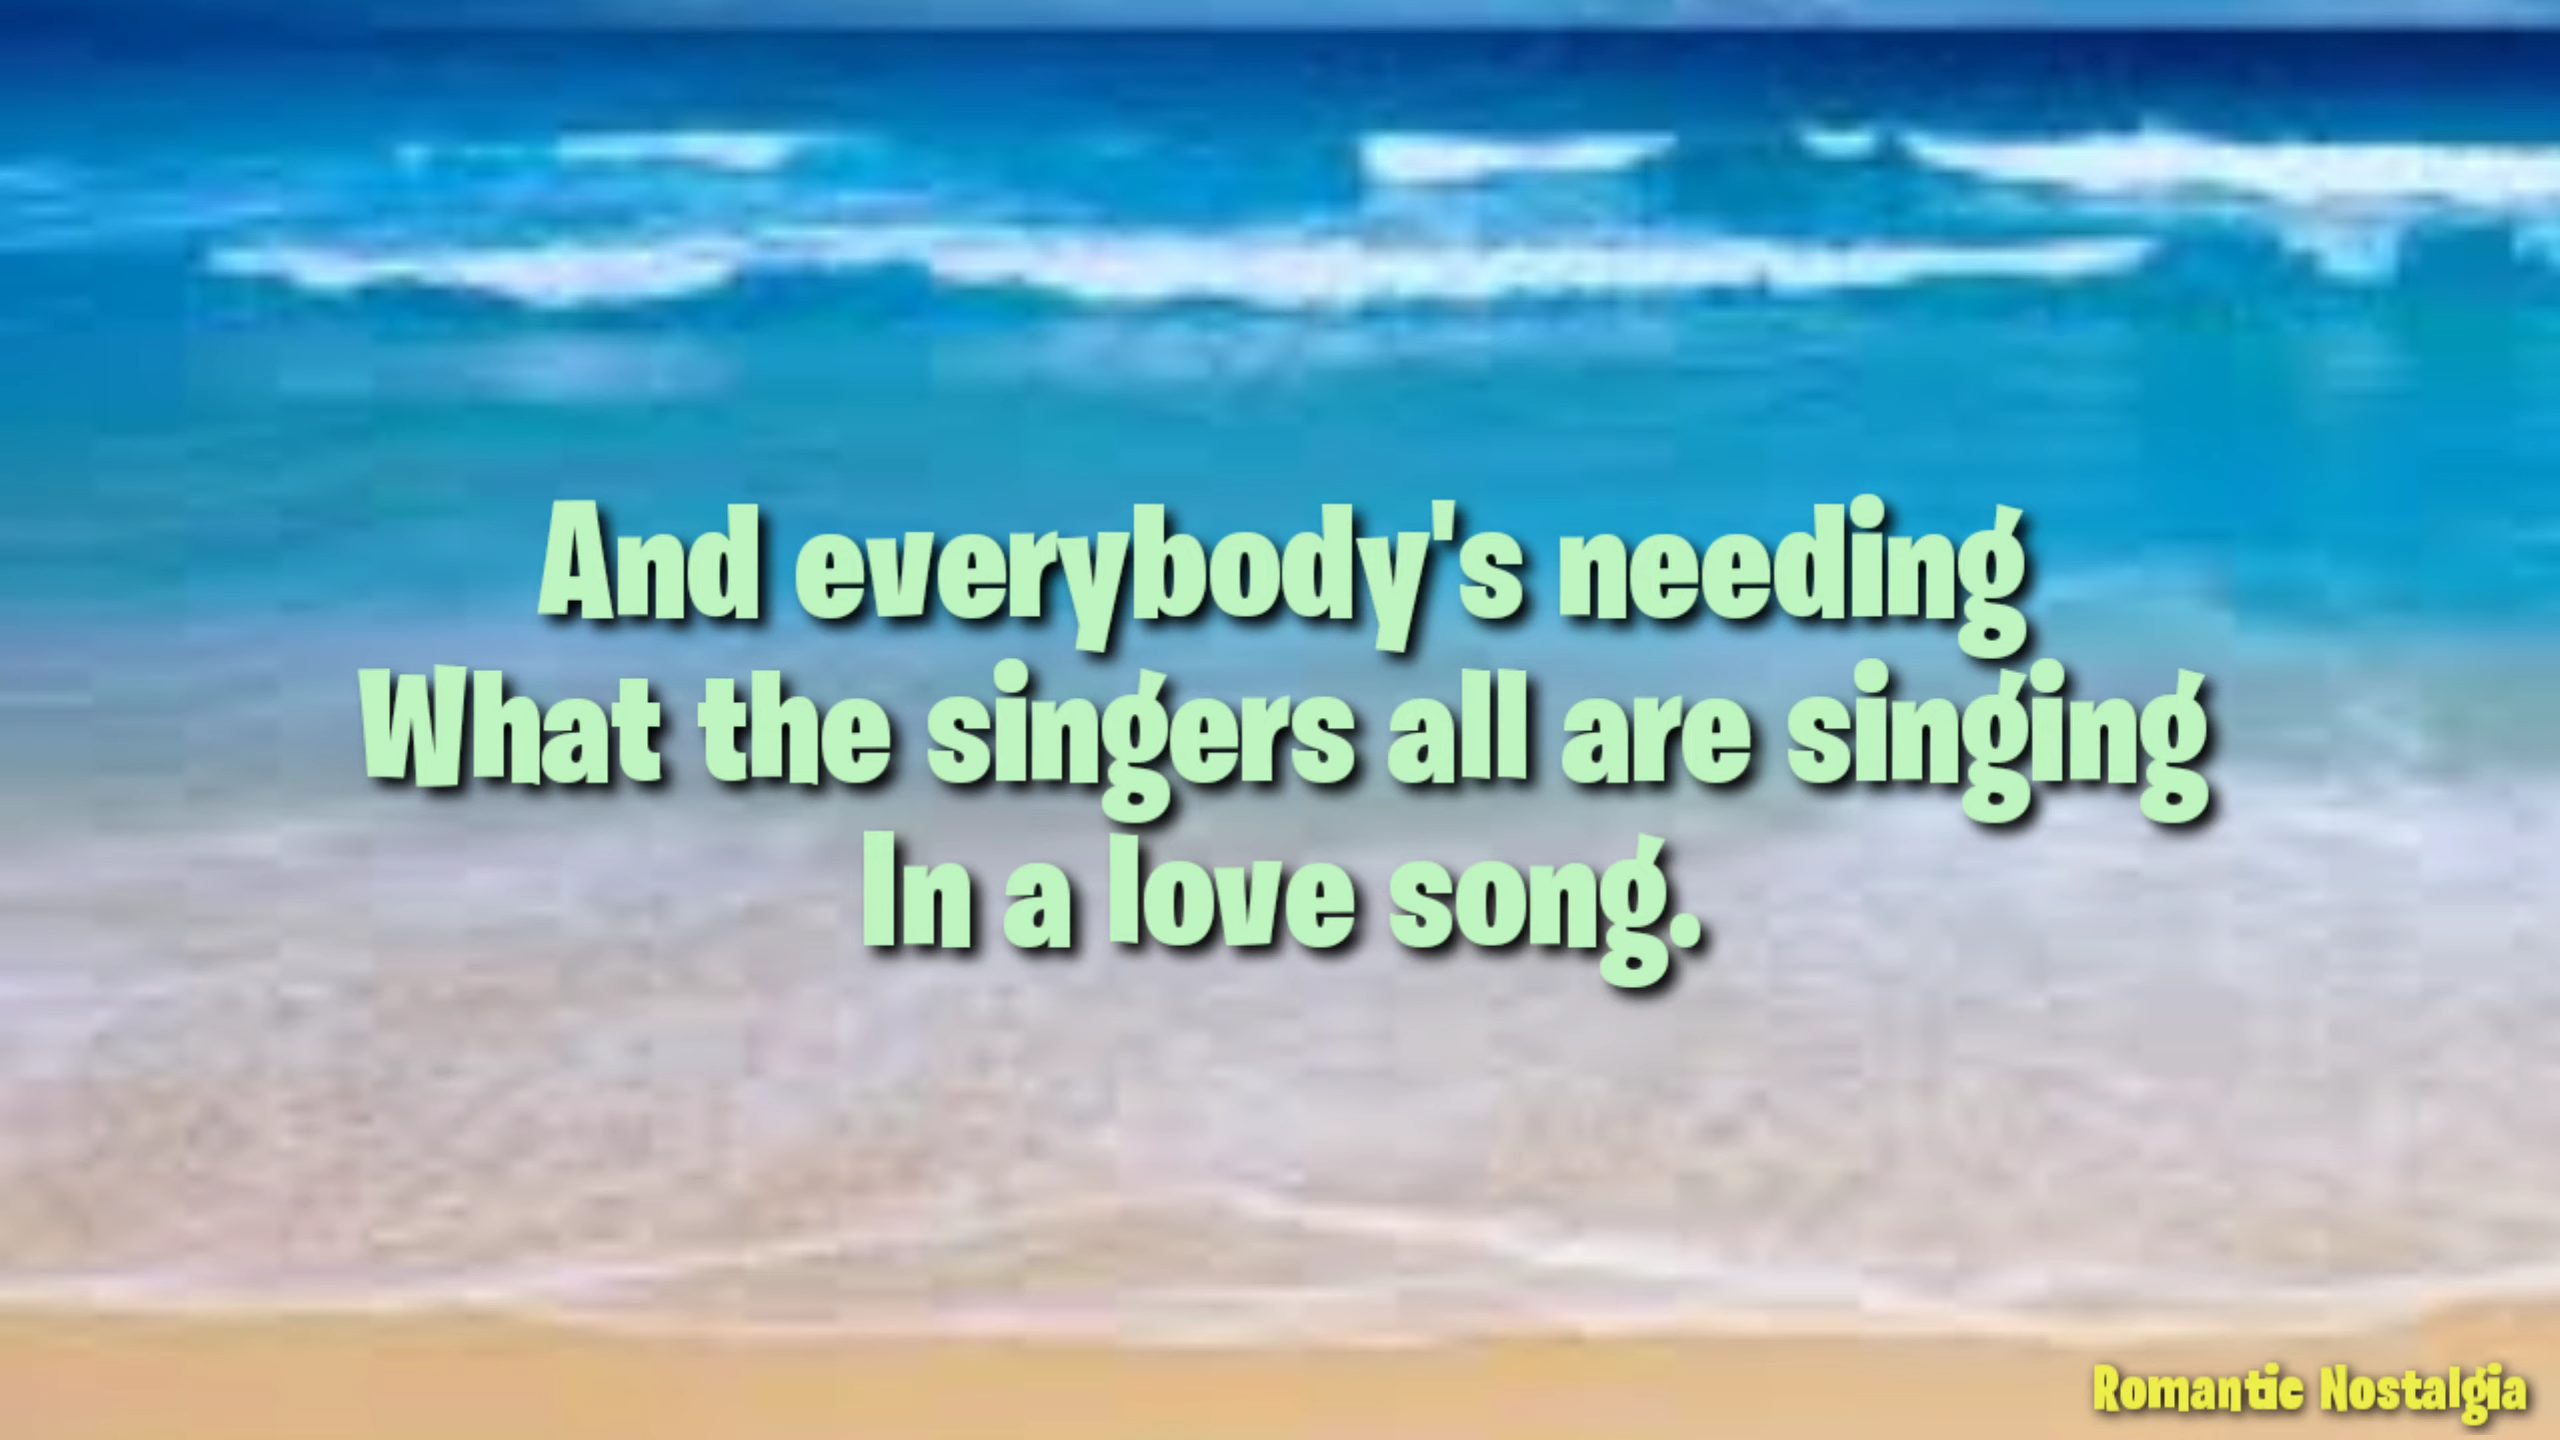 And everybody's needing
What the singers all are singing
In a love song.
Romantic Nostalgia